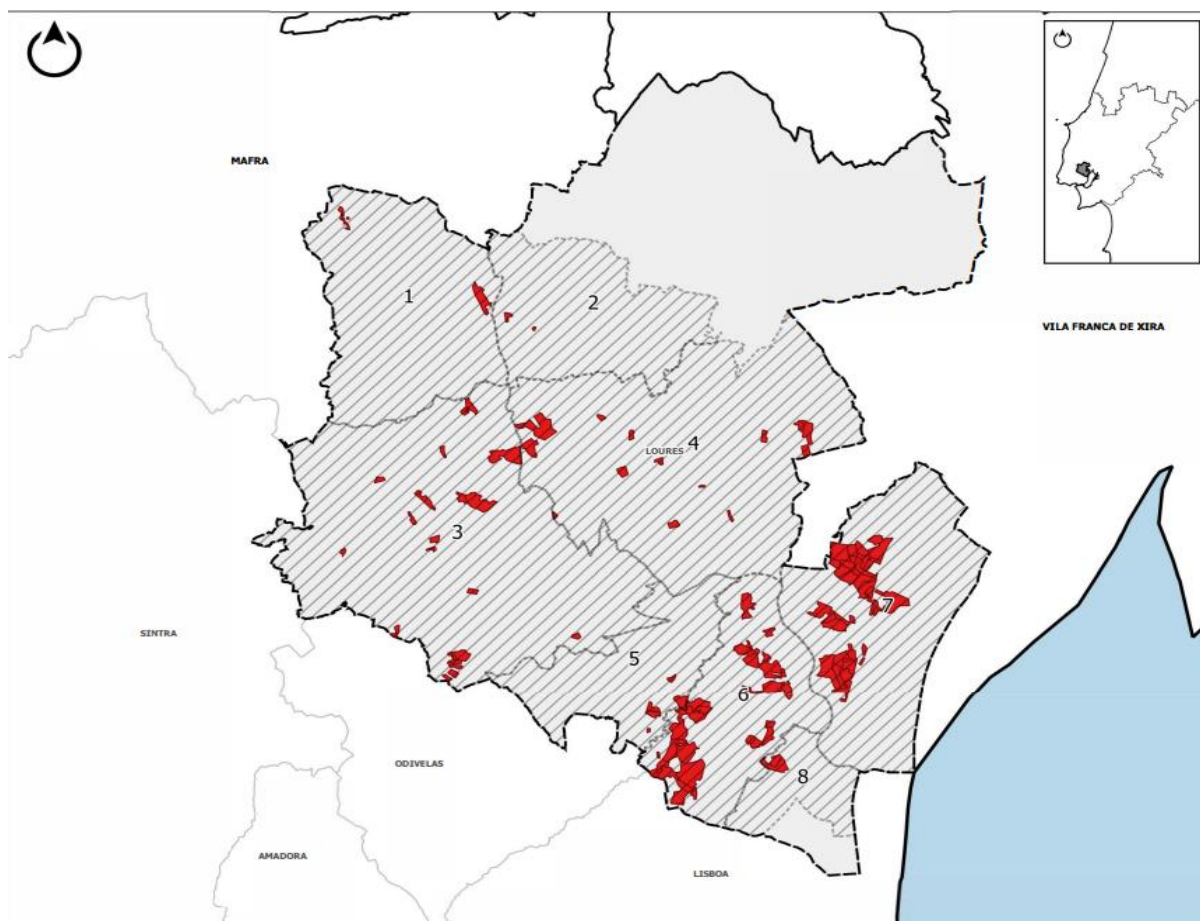 MAFRA
VILA FRANCA DE XIRA
1
2
4
LOURES
3
7
SINTRA
5
6
ODIVELAS
8
AMADORA
LISBOA